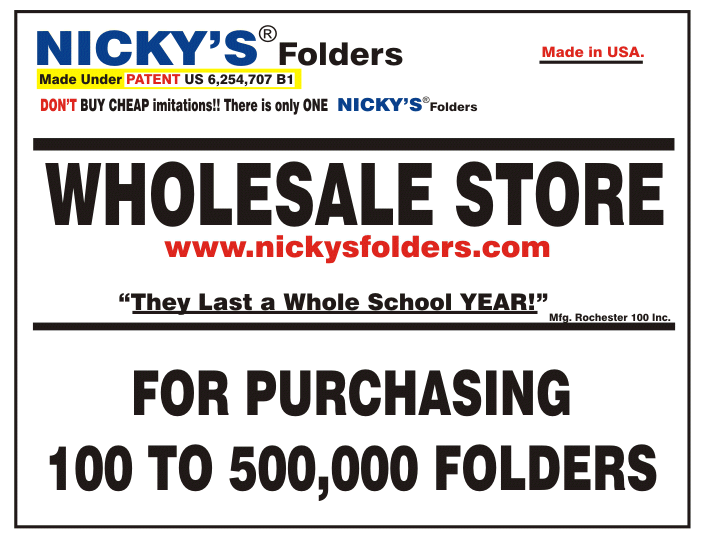 NICKY'S® Folders
Made in USA.
Made Under PATENT US 6,254,707 B1
DON'T BUY CHEAP imitations!! There is only ONE NICKY'S® Folders
WHOLESALE STORE
www.nickysfolders.com
“They Last a Whole School YEAR!”
Mfg. Rochester 100 Inc.
FOR PURCHASING
100 TO 500,000 FOLDERS